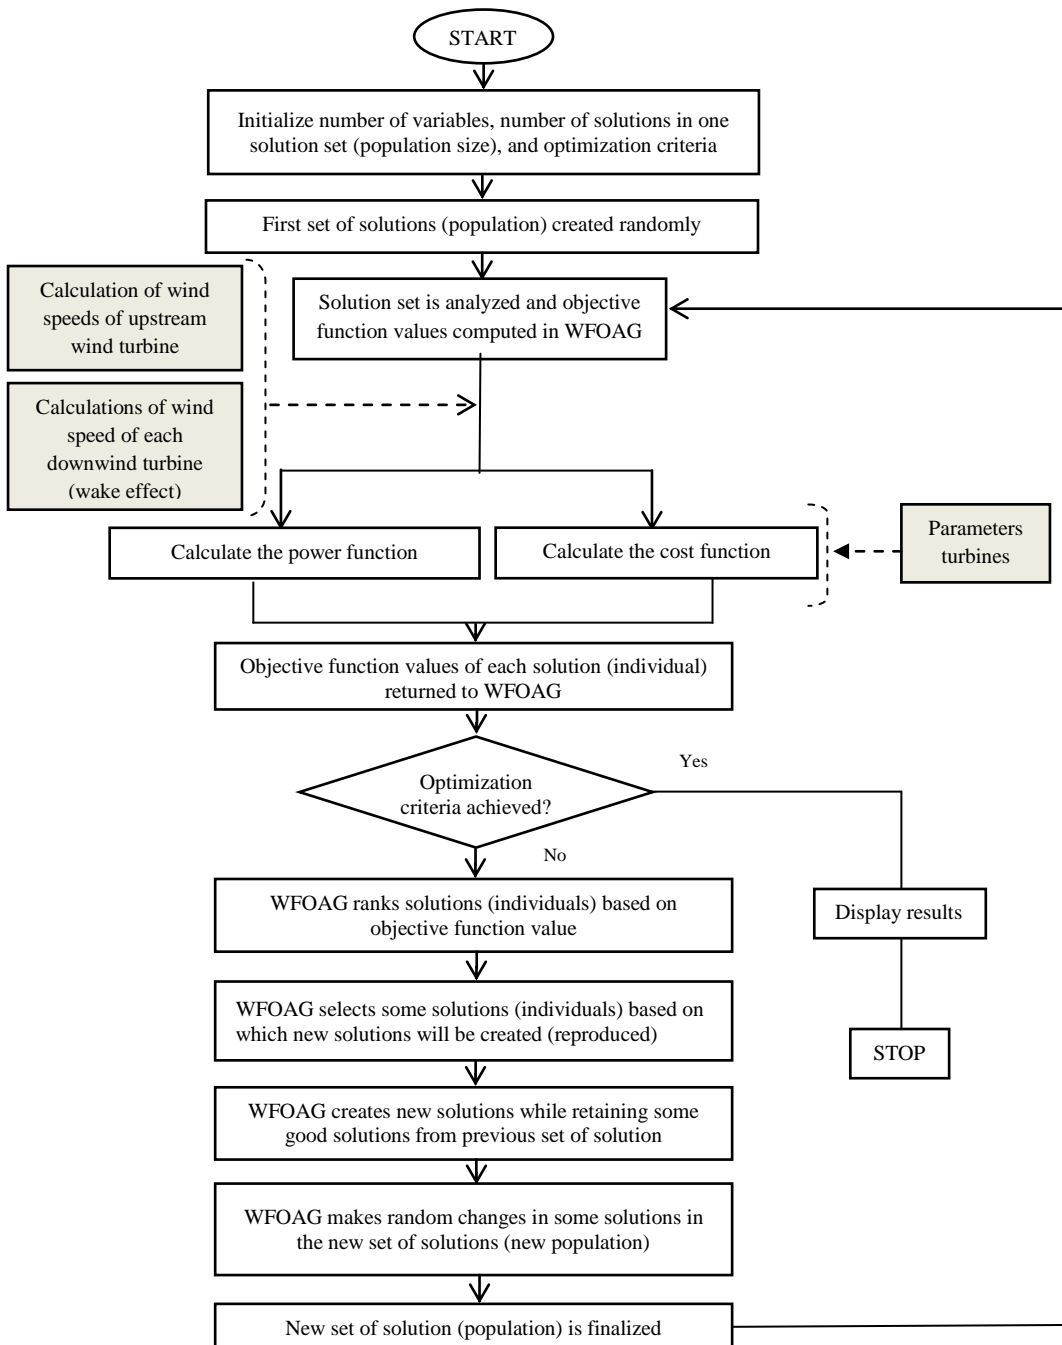 START
Initialize number of variables, number of solutions in one
solution set (population size), and optimization criteria
First set of solutions (population) created randomly
Calculation of wind
speeds of upstream
wind turbine
Solution set is analyzed and objective
function values computed in WFOAG
Calculations of wind
speed of each
downwind turbine
(wake effect)
Calculate the power function
Calculate the cost function
Parameters
turbines
Objective function values of each solution (individual)
returned to WFOAG
Optimization
criteria achieved?
Yes
No
WFOAG ranks solutions (individuals) based on
objective function value
Display results
WFOAG selects some solutions (individuals) based on
which new solutions will be created (reproduced)
STOP
WFOAG creates new solutions while retaining some
good solutions from previous set of solution
WFOAG makes random changes in some solutions in
the new set of solutions (new population)
New set of solution (population) is finalized